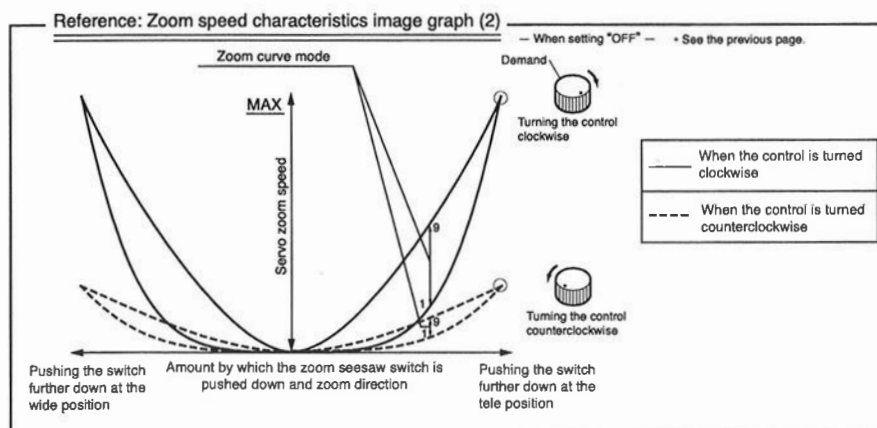 Reference: Zoom speed characteristics image graph (2)
— When setting "OFF" —
• See the previous page.
Zoom curve mode
Demand
MAX
Turning the control
clockwise
Servo zoom speed
When the control is turned
clockwise
When the control is turned
counterclockwise
9
1
9
1
Turning the control
counterclockwise
Pushing the switch
further down at the
wide position
Amount by which the zoom seesaw switch is
pushed down and zoom direction
Pushing the switch
further down at the
tele position